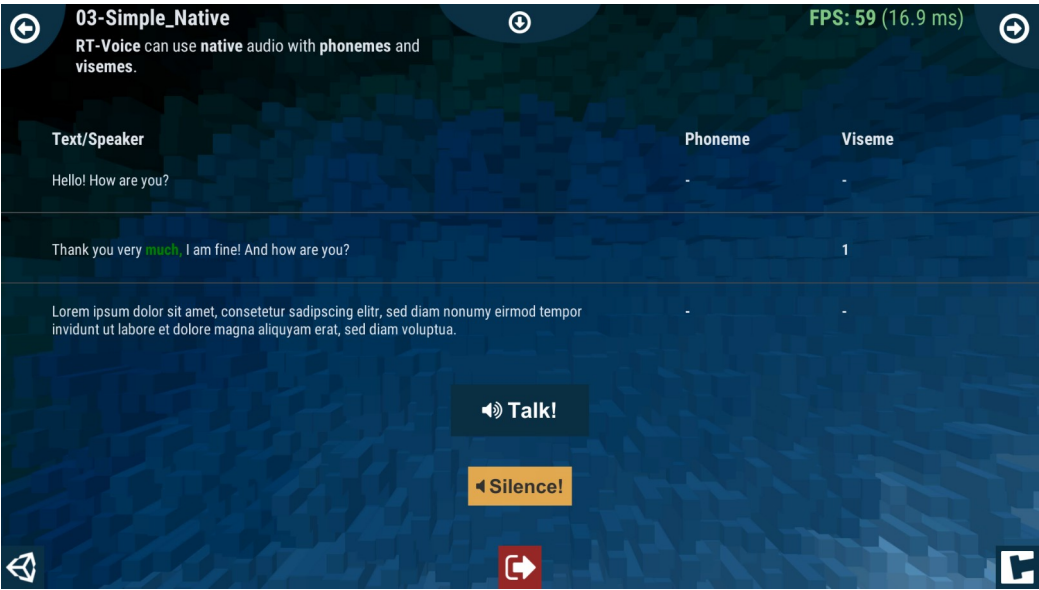 03-Simple_Native
FPS: 59 (16.9 ms)
RT-Voice can use native audio with phonemes and
visemes.
Text/Speaker Phoneme Viseme
Hello! How are you? - -
Thank you very much, I am fine! And how are you? 1
Lorem ipsum dolor sit amet, consetetur sadipscing elitr, sed diam nonumy eirmod tempor - -
invidunt ut labore et dolore magna aliquyam erat, sed diam voluptua.
Talk!
Silence!